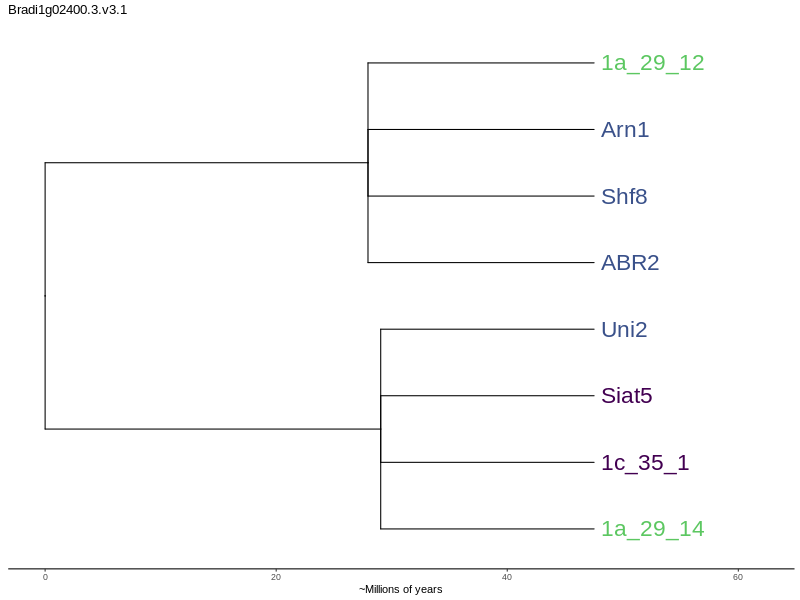 Bradi1g02400.3.v3.1
1a_29_12
Arn1
Shf8
ABR2
Uni2
Siat5
1c_35_1
1a_29_14
0 20 40 60
~Millions of years